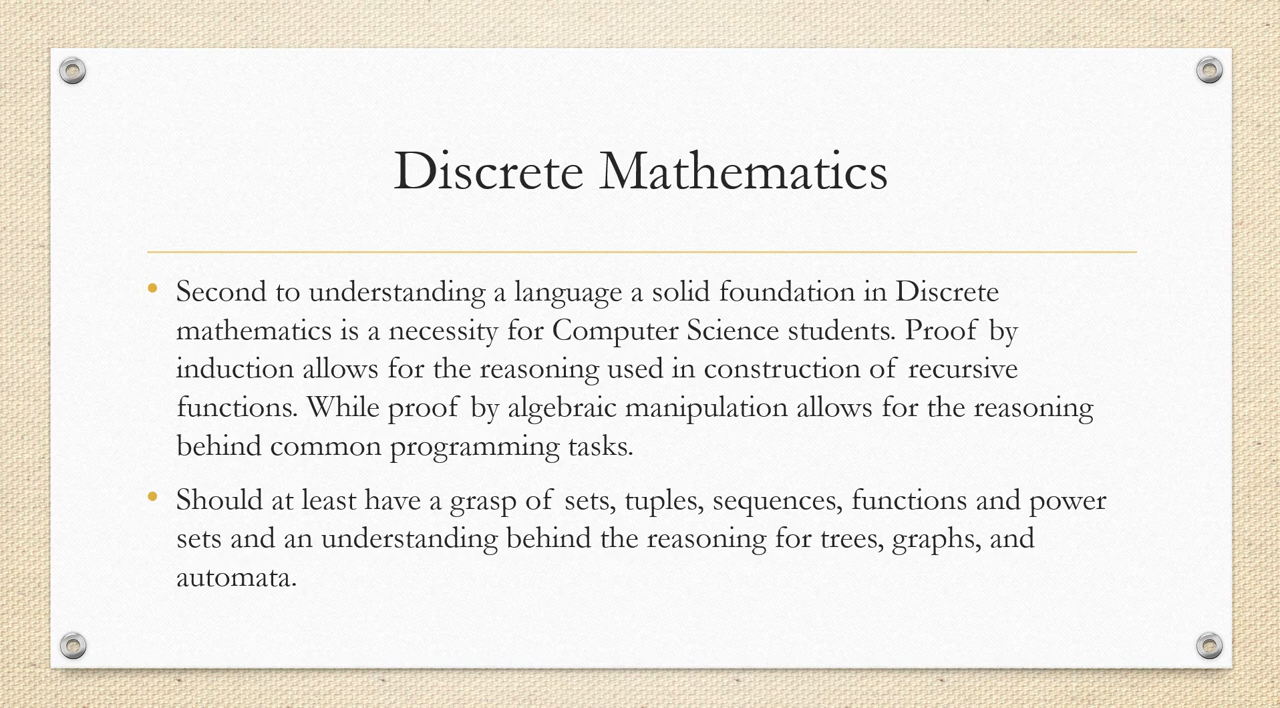 Discrete Mathematics
• Second to understanding a language a solid foundation in Discrete
mathematics is a necessity for Computer Science students. Proof by
induction allows for the reasoning used in construction of recursive
functions. While proof by algebraic manipulation allows for the reasoning
behind common programming tasks.
• Should at least have a grasp of sets, tuples, sequences, functions and power
sets and an understanding behind the reasoning for trees, graphs, and
automata.